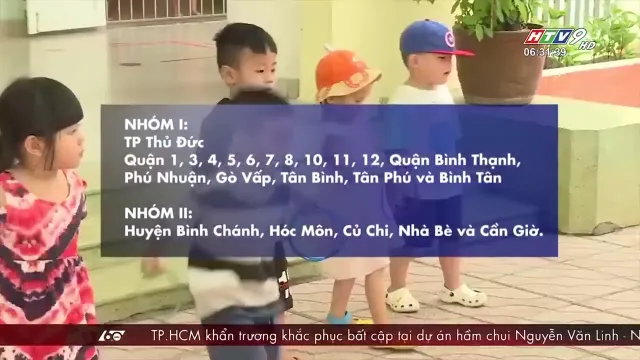 HTV9 HD
06:31:39
NHÓM I:
TP Thủ Đức
Quận 1, 3, 4, 5, 6, 7, 8, 10, 11, 12, Quận Bình Thạnh,
Phú Nhuận, Gò Vấp, Tân Bình, Tân Phú và Bình Tân
NHÓM II:
Huyện Bình Chánh, Hóc Môn, Củ Chi, Nhà Bè và Cần Giờ.
60
TP.HCM khẩn trương khắc phục bất cập tại dự án hầm chui Nguyễn Văn Linh - N